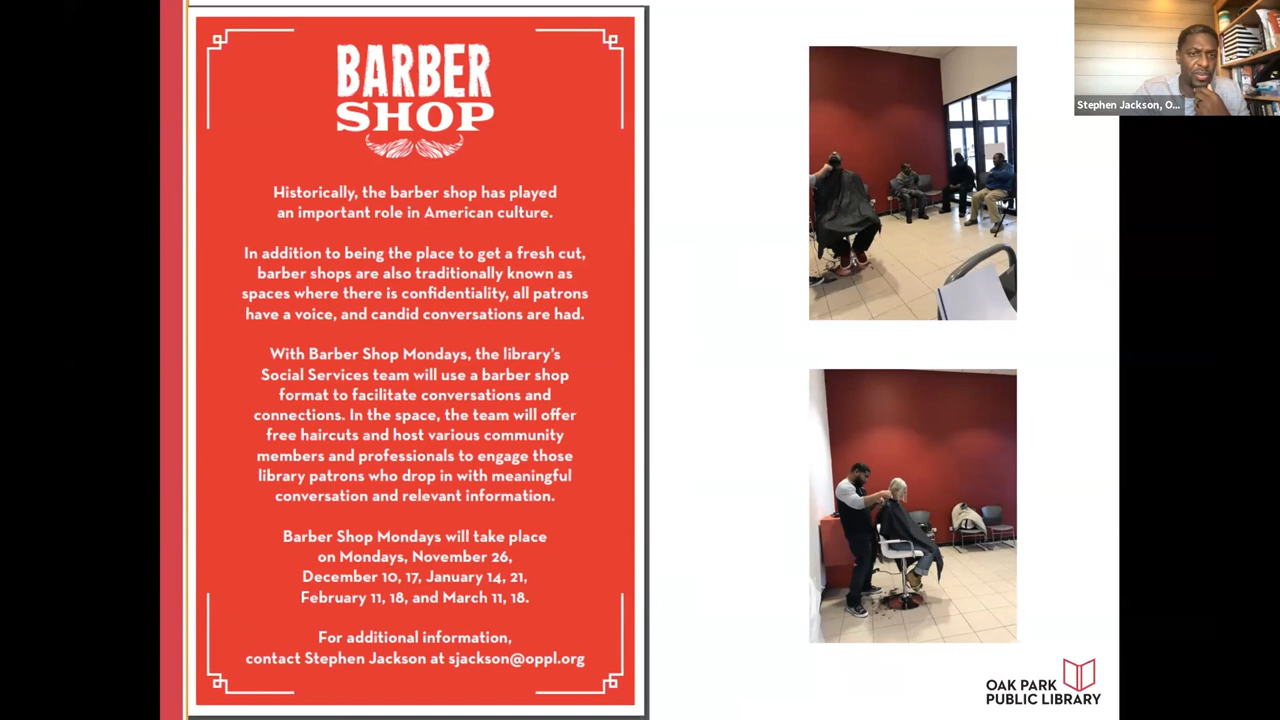 BARBER
SHOP
Historically, the barber shop has played
an important role in American culture.
In addition to being the place to get a fresh cut,
barber shops are also traditionally known as
spaces where there is confidentiality, all patrons
have a voice, and candid conversations are had.
With Barber Shop Mondays, the library's
Social Services team will use a barber shop
format to facilitate conversations and
connections. In the space, the team will offer
free haircuts and host various community
members and professionals to engage those
library patrons who drop in with meaningful
conversation and relevant information.
Barber Shop Mondays will take place
on Mondays, November 26,
December 10, 17, January 14, 21,
February 11, 18, and March 11, 18.
For additional information,
contact Stephen Jackson at sjackson@oppl.org
Stephen Jackson, O...
OAK PARK
PUBLIC LIBRARY